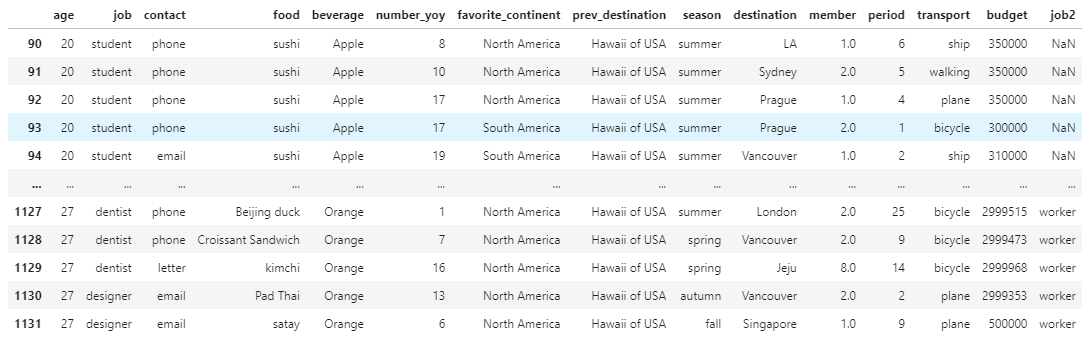 age job contact food beverage number_yoy favorite_continent prev_destination season destination member period transport budget job2
90 20 student phone sushi Apple 8 North America Hawaii of USA summer LA 1.0 6 ship 350000 NaN
91 20 student phone sushi Apple 10 North America Hawaii of USA summer Sydney 2.0 5 walking 350000 NaN
92 20 student phone sushi Apple 17 North America Hawaii of USA summer Prague 1.0 4 plane 350000 NaN
93 20 student phone sushi Apple 17 South America Hawaii of USA summer Prague 2.0 1 bicycle 300000 NaN
94 20 student email sushi Apple 19 South America Hawaii of USA summer Vancouver 1.0 2 ship 310000 NaN
... ... ... ... ... ... ... ... ... ... ... ... ... ... ... ...
1127 27 dentist phone Beijing duck Orange 1 North America Hawaii of USA summer London 2.0 25 bicycle 2999515 worker
1128 27 dentist phone Croissant Sandwich Orange 7 North America Hawaii of USA spring Vancouver 2.0 9 bicycle 2999473 worker
1129 27 dentist letter kimchi Orange 16 North America Hawaii of USA spring Jeju 8.0 14 bicycle 2999968 worker
1130 27 designer email Pad Thai Orange 13 North America Hawaii of USA autumn Vancouver 2.0 2 plane 2999353 worker
1131 27 designer email satay Orange 6 North America Hawaii of USA fall Singapore 1.0 9 plane 500000 worker